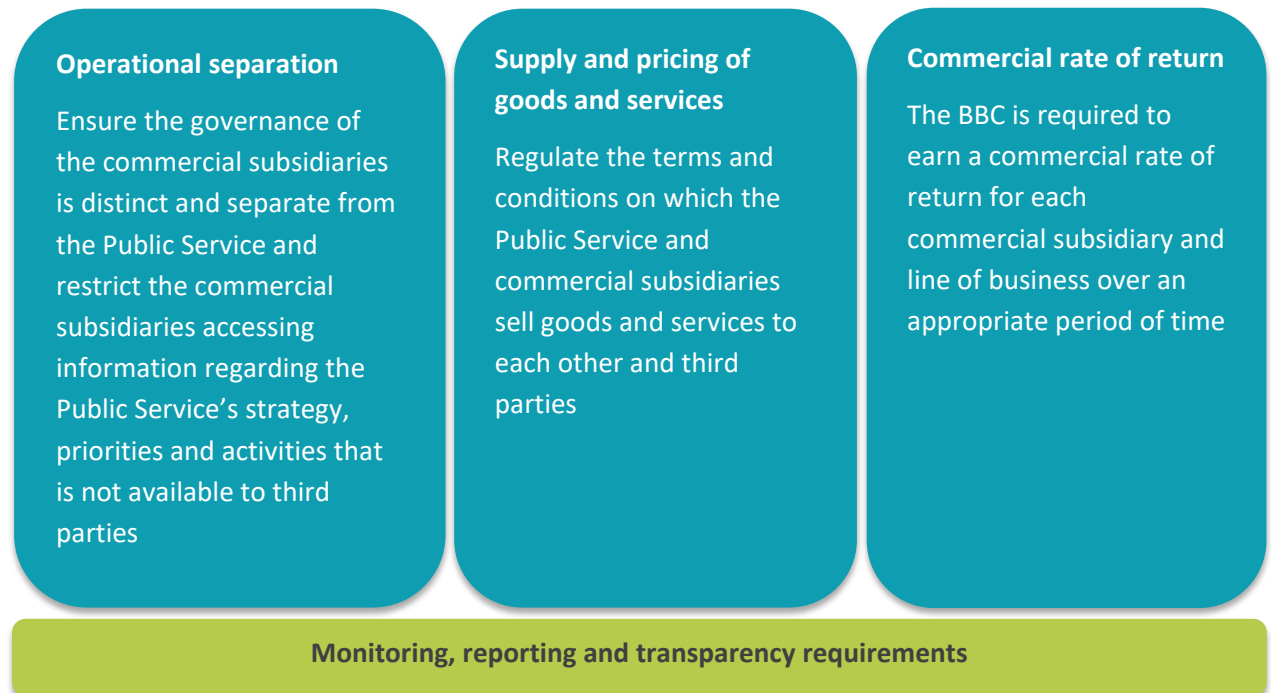 Operational separation
Ensure the governance of
the commercial subsidiaries
is distinct and separate from
the Public Service and
restrict the commercial
subsidiaries accessing
information regarding the
Public Service’s strategy,
priorities and activities that
is not available to third
parties
Supply and pricing of
goods and services
Regulate the terms and
conditions on which the
Public Service and
commercial subsidiaries
sell goods and services to
each other and third
parties
Commercial rate of return
The BBC is required to
earn a commercial rate of
return for each
commercial subsidiary and
line of business over an
appropriate period of time
Monitoring, reporting and transparency requirements